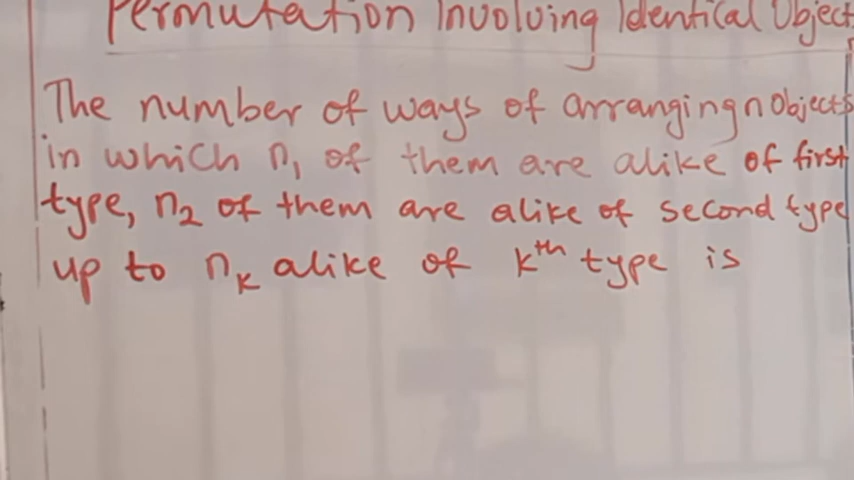 Permutation Involving Identical Object
The number of ways of arranging n Objects
in which n₁ of them are alike of first
type, n₂ of them are alike of second type
up to nₖ alike of kᵗʰ type is